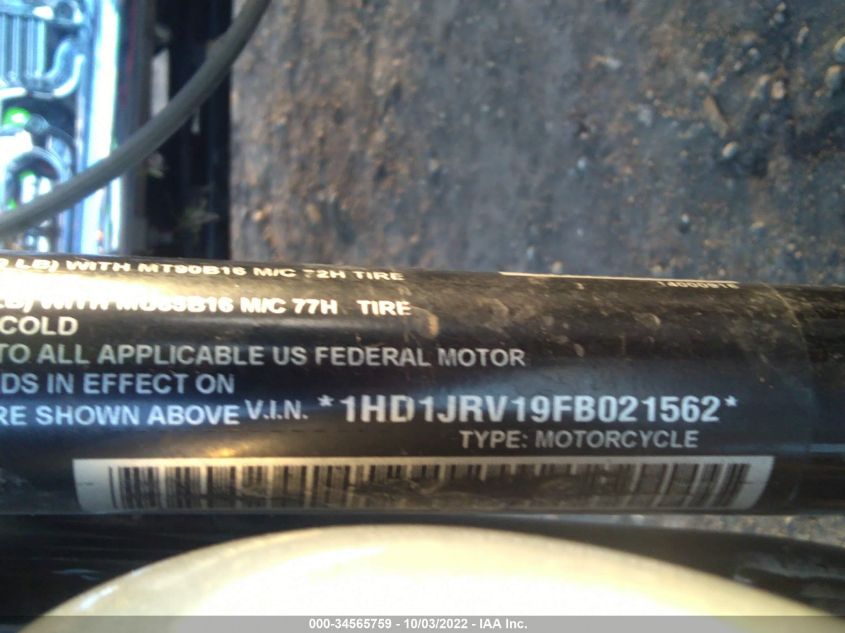 LB) WITH MT90B16 M/C 72H TIRE
LB) WITH MU85B16 M/C 77H TIRE
COLD
TO ALL APPLICABLE US FEDERAL MOTOR
DS IN EFFECT ON
RE SHOWN ABOVE V.I.N. *1HD1JRV19FB021562*
TYPE: MOTORCYCLE
000-34565759 - 10/03/2022 - IAA Inc.